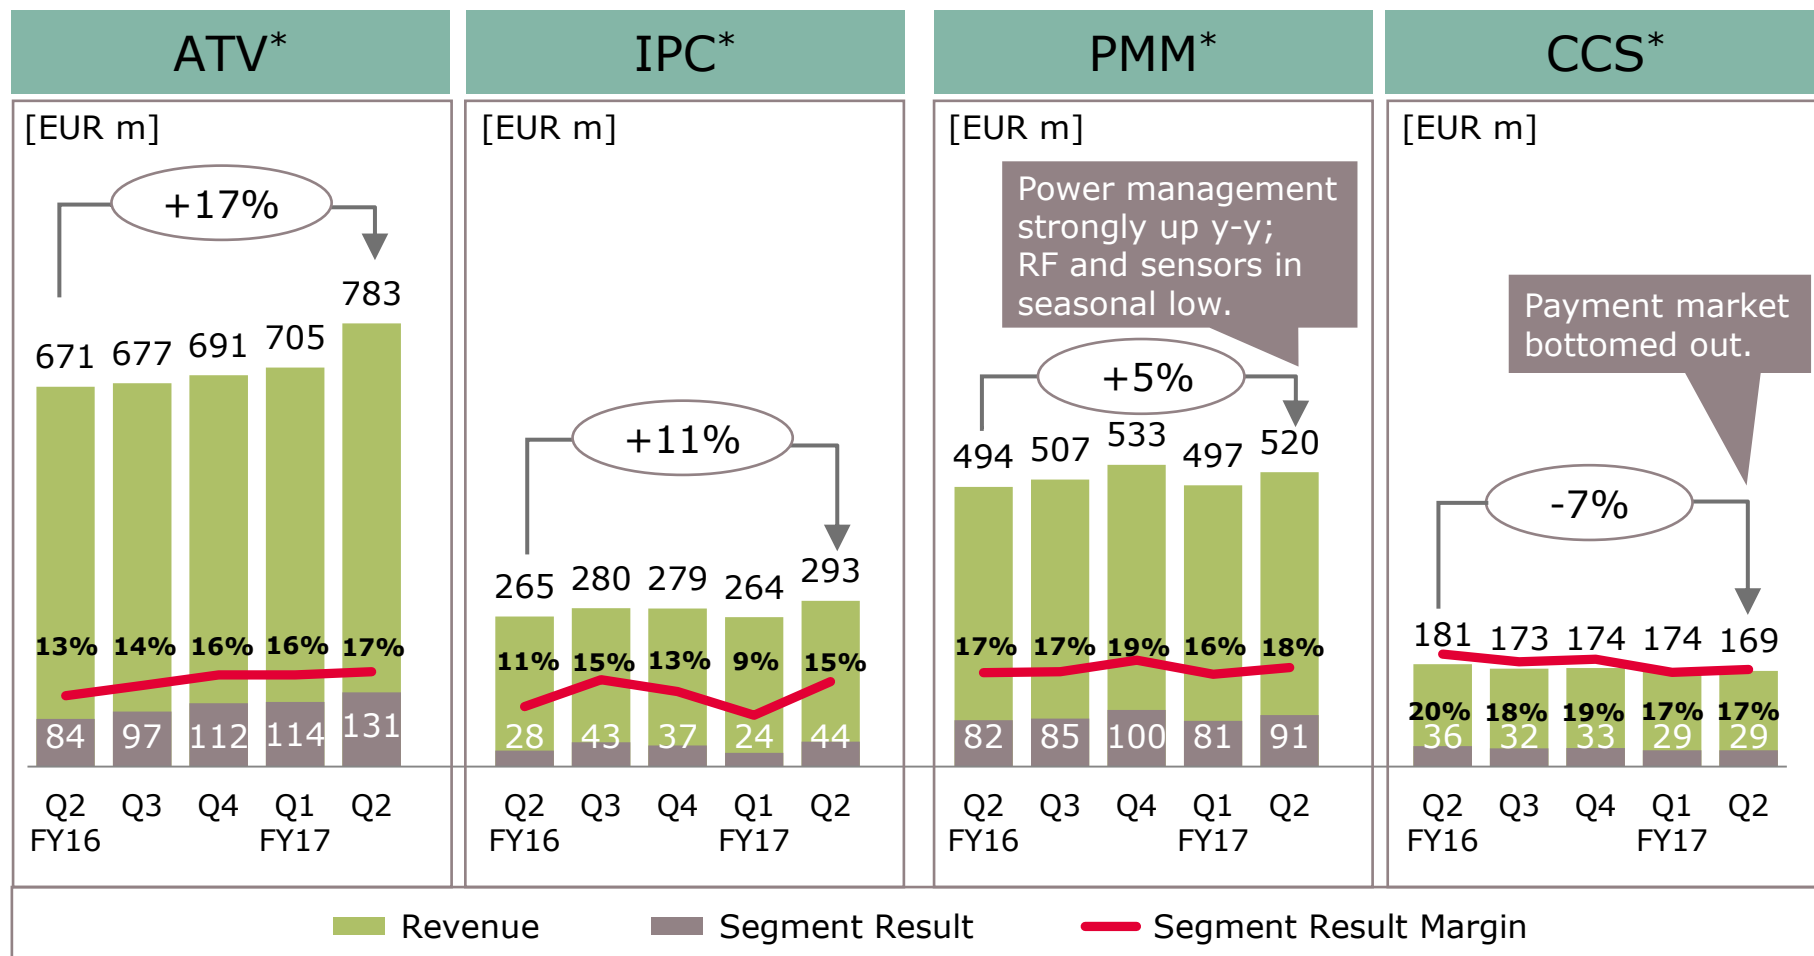 ATV*
[EUR m]
+17%
671 677 691 705 783
13% 14% 16% 16% 17%
84 97 112 114 131
Q2 Q3 Q4 Q1 Q2
FY16 FY17
IPC*
[EUR m]
+11%
265 280 279 264 293
11% 15% 13% 9% 15%
28 43 37 24 44
Q2 Q3 Q4 Q1 Q2
FY16 FY17
PMM*
[EUR m]
Power management
strongly up y-y;
RF and sensors in
seasonal low.
+5%
494 507 533 497 520
17% 17% 19% 16% 18%
82 85 100 81 91
Q2 Q3 Q4 Q1 Q2
FY16 FY17
CCS*
[EUR m]
Payment market
bottomed out.
-7%
181 173 174 174 169
20% 18% 19% 17% 17%
36 32 33 29 29
Q2 Q3 Q4 Q1 Q2
FY16 FY17
Revenue Segment Result Segment Result Margin